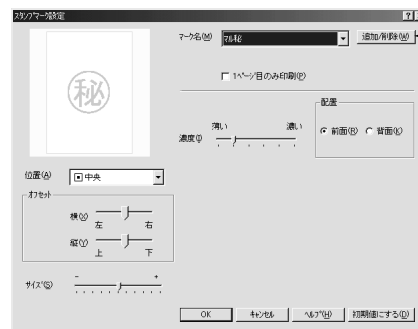 スタンプマーク設定
マーク名(M) マル秘 追加/削除(W)
秘
1ページ目のみ印刷(P)
配置
薄い 濃い
濃度(I)
前面(R) 背面(K)
位置(A) 中央
オフセット
横(X)
左 右
縦(Y)
上 下
サイズ(S) - +
OK キャンセル ヘルプ(H) 初期値にする(D)